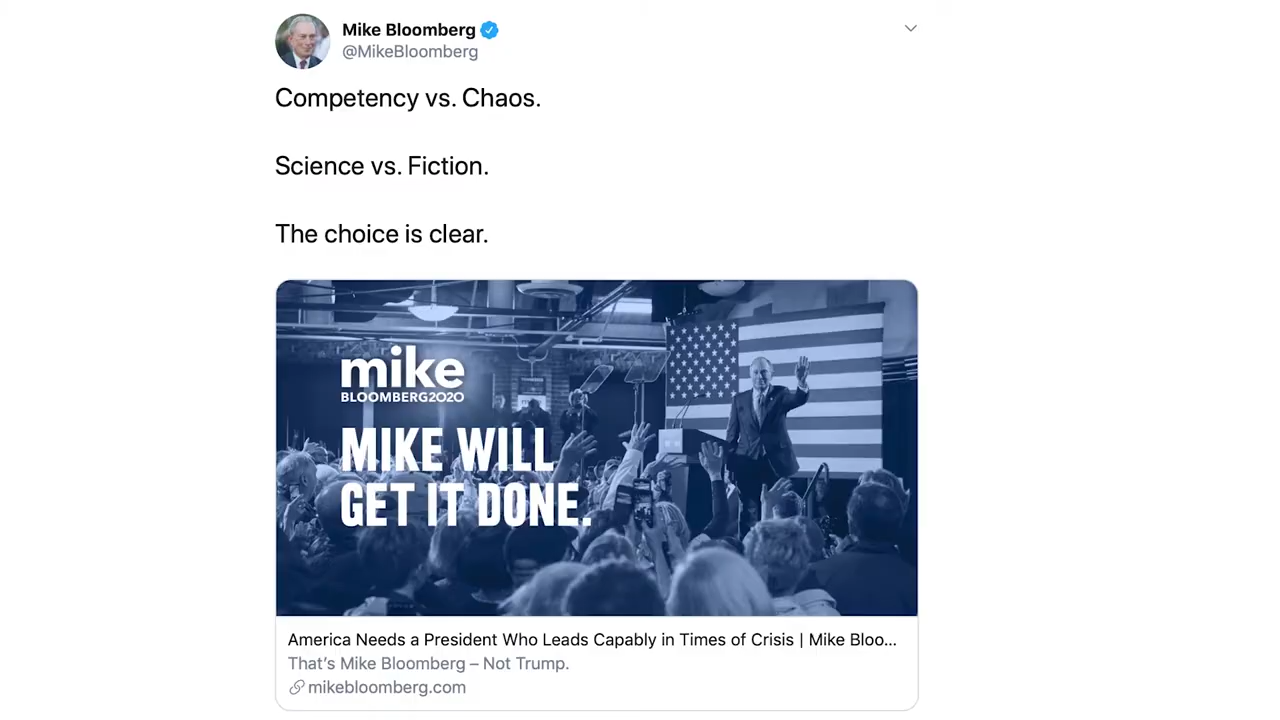 Mike Bloomberg
@MikeBloomberg
Competency vs. Chaos.
Science vs. Fiction.
The choice is clear.
mike
BLOOMBERG2020
MIKE WILL
GET IT DONE.
America Needs a President Who Leads Capably in Times of Crisis | Mike Bloo...
That's Mike Bloomberg – Not Trump.
mikebloomberg.com